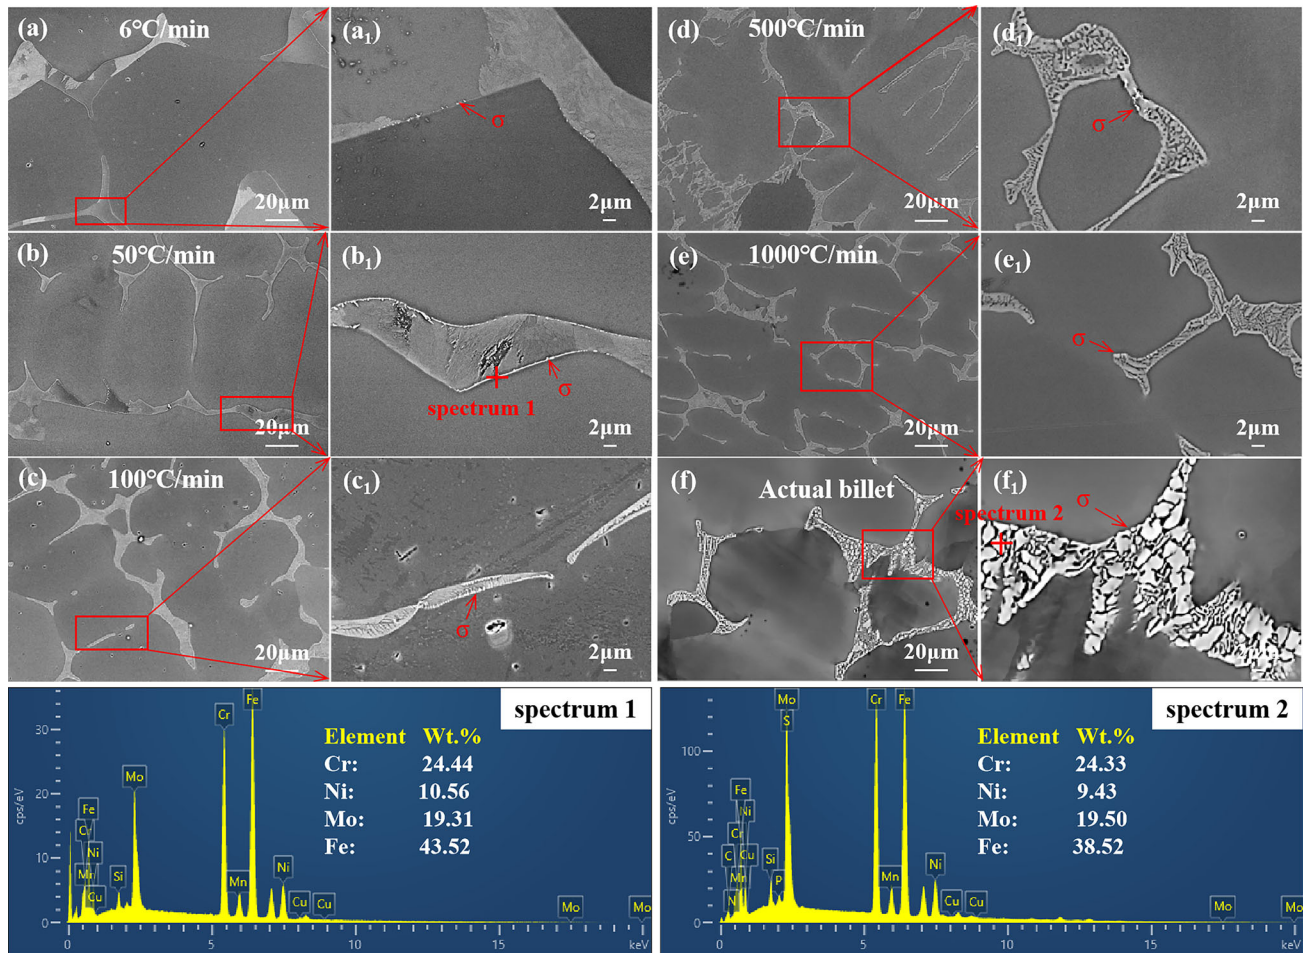 (a) 6°C/min
20μm
(a1)
σ
2μm
(b) 50°C/min
20μm
(b1)
σ
spectrum 1
2μm
(c) 100°C/min
20μm
(c1)
σ
2μm
(d) 500°C/min
20μm
(d1)
σ
2μm
(e) 1000°C/min
20μm
(e1)
σ
2μm
(f) Actual billet
20μm
(f1)
σ
spectrum 2
2μm
spectrum 1
Element Wt.%
Cr: 24.44
Ni: 10.56
Mo: 19.31
Fe: 43.52
cps/eV
30
20
10
0
Fe
Cr
Ni
Mn
Cu
Si
Mo
Cr
Mn
Fe
Ni
Cu
Cu
Mo
Mo
0 5 10 15 keV
spectrum 2
Element Wt.%
Cr: 24.33
Ni: 9.43
Mo: 19.50
Fe: 38.52
cps/eV
100
50
0
Fe
Ni
Cr
C
Cu
Mn
N
Si
P
Mo
S
Cr
Mn
Fe
Ni
Cu
Cu
Mo
Mo
0 5 10 15 keV